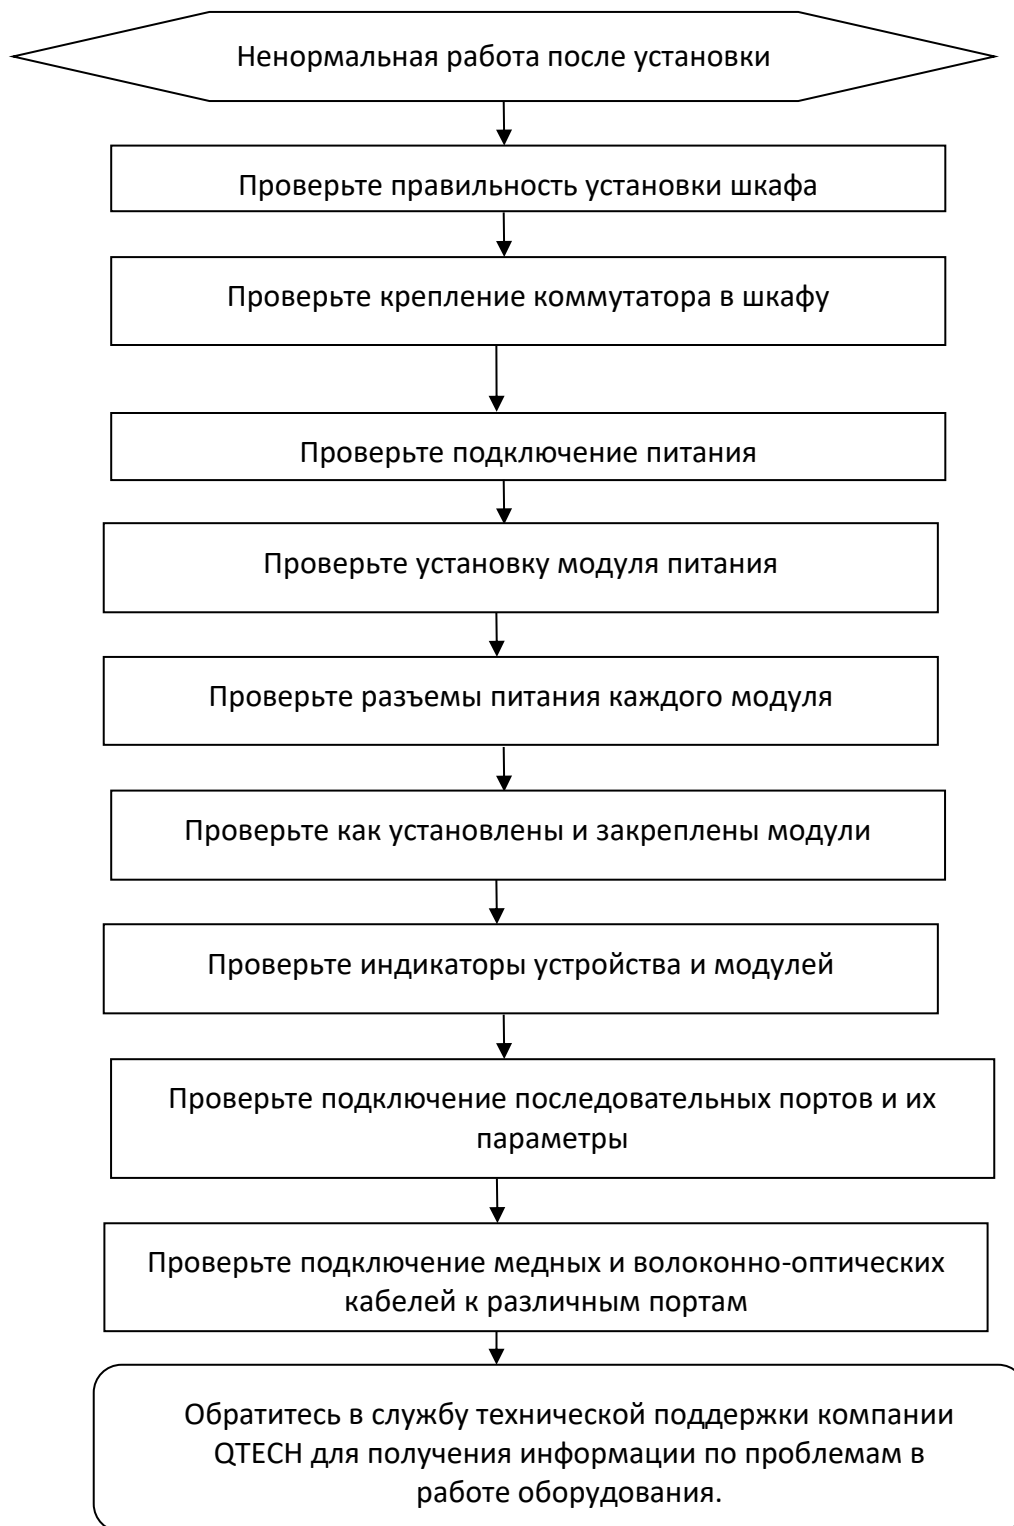 Ненормальная работа после установки
Проверьте правильность установки шкафа
Проверьте крепление коммутатора в шкафу
Проверьте подключение питания
Проверьте установку модуля питания
Проверьте разъемы питания каждого модуля
Проверьте как установлены и закреплены модули
Проверьте индикаторы устройства и модулей
Проверьте подключение последовательных портов и их
параметры
Проверьте подключение медных и волоконно-оптических
кабелей к различным портам
Обратитесь в службу технической поддержки компании
QTECH для получения информации по проблемам в
работе оборудования.